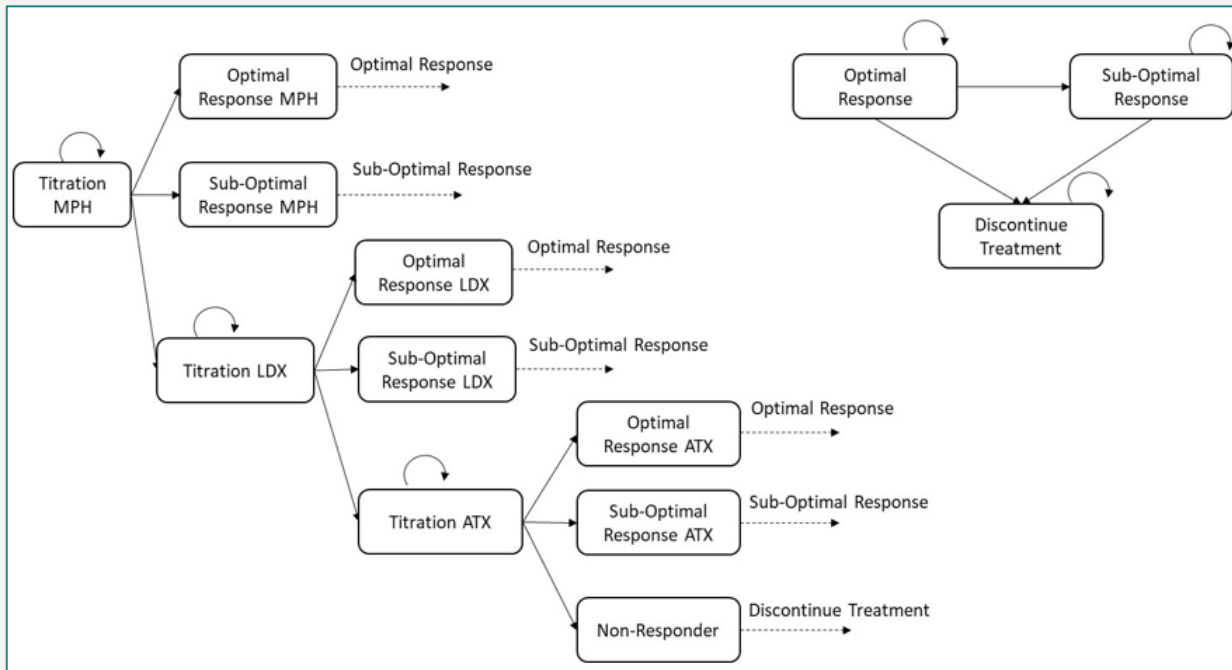 Optimal
Response MPH
Optimal Response
Titration
MPH
Sub-Optimal
Response MPH
Sub-Optimal Response
Titration LDX
Optimal
Response LDX
Optimal Response
Sub-Optimal
Response LDX
Sub-Optimal Response
Titration ATX
Optimal
Response ATX
Optimal Response
Sub-Optimal
Response ATX
Sub-Optimal Response
Non-Responder
Discontinue Treatment
Optimal
Response
Sub-Optimal
Response
Discontinue
Treatment